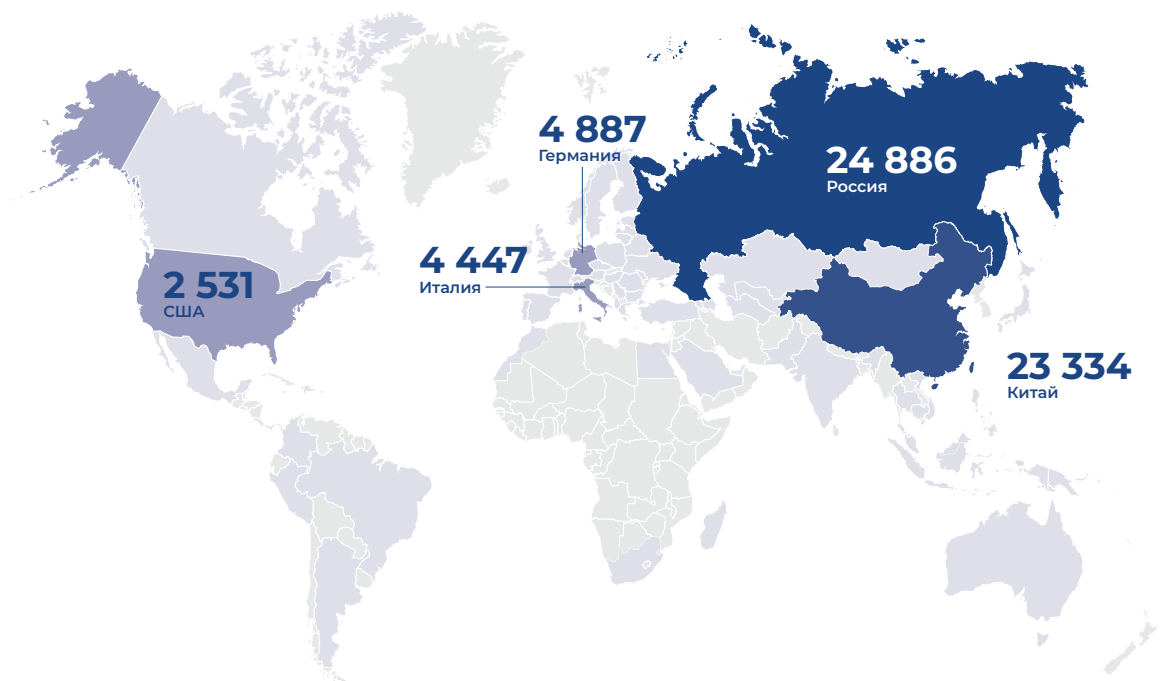 4 887
Германия
24 886
Россия
4 447
Италия
2 531
США
23 334
Китай